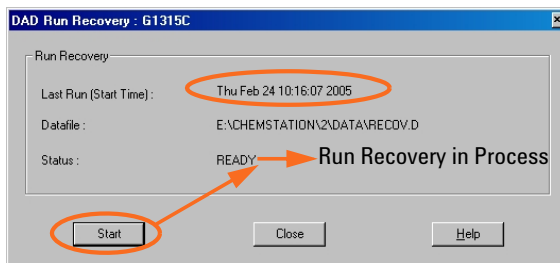 DAD Run Recovery : G1315C
Run Recovery
Last Run (Start Time) : Thu Feb 24 10:16:07 2005
Datafile : E:\CHEMSTATION\2\DATA\RECOV.D
Status : READY Run Recovery in Process
Start Close Help